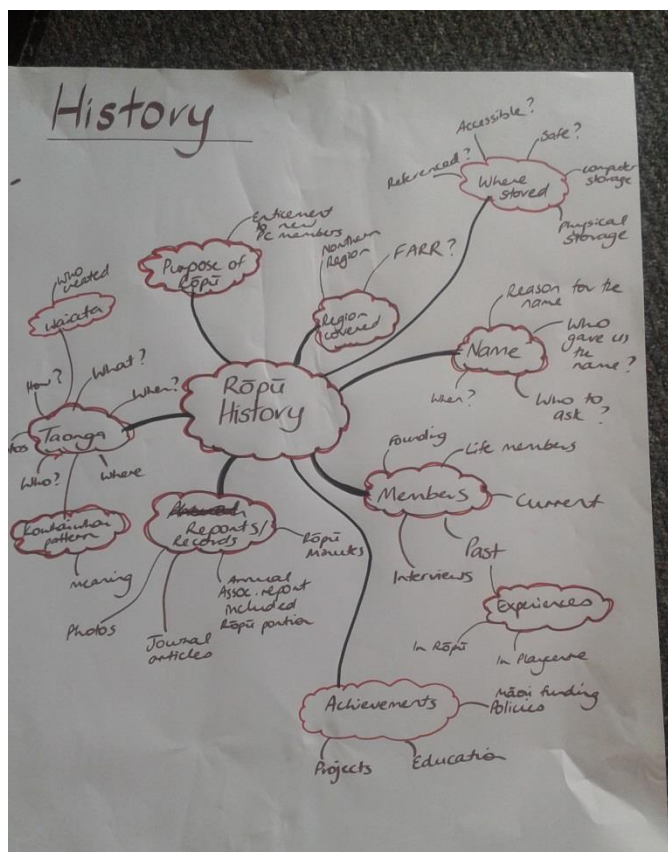 History
Accessible?
Safe?
Referenced?
Where
stored
computer
storage
Physical
storage
Enticement
to new
PC members
Purpose of
Rōpū
Northern
Region
FARR?
Region
covered
Reason for the
name
Name
Who
gave us
the
name?
When?
Who to
ask?
Who
created
Waiata
How?
What?
When?
Taonga
Who?
Where
pattern
meaning
Rōpū
History
Founding
Life members
Members
Current
Past
Interviews
Experiences
In Rōpū
In Playcentre
Reports/
Records
Rōpū
Minutes
Annual
Assoc. report
included
Rōpū portion
Photos
Journal
articles
Achievements
Māori funding
Policies
Projects
Education